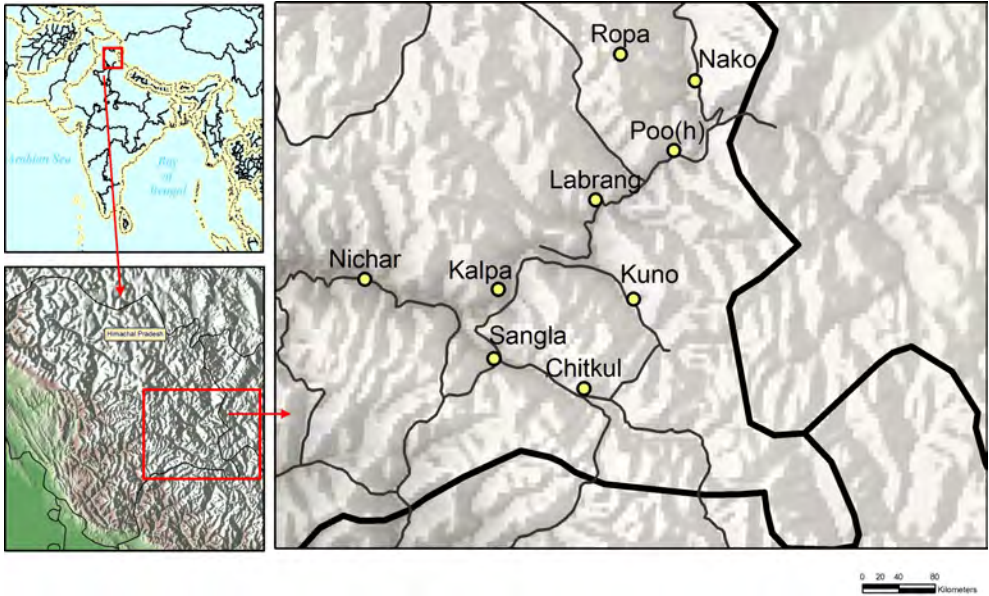 Arabian Sea
Bay
of
Bengal
Himachal Pradesh
Ropa
Nako
Poo(h)
Labrang
Nichar
Kalpa
Kuno
Sangla
Chitkul
0 20 40 80
Kilometers